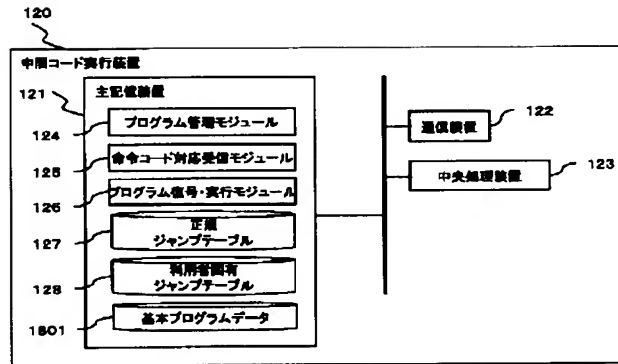 120
中間コード実行装置
121
主記憶装置
124
プログラム管理モジュール
125
命令コード対応受信モジュール
126
プログラム復号・実行モジュール
127
正規
ジャンプテーブル
128
利用者固有
ジャンプテーブル
1801
基本プログラムデータ
通信装置
122
中央処理装置
123